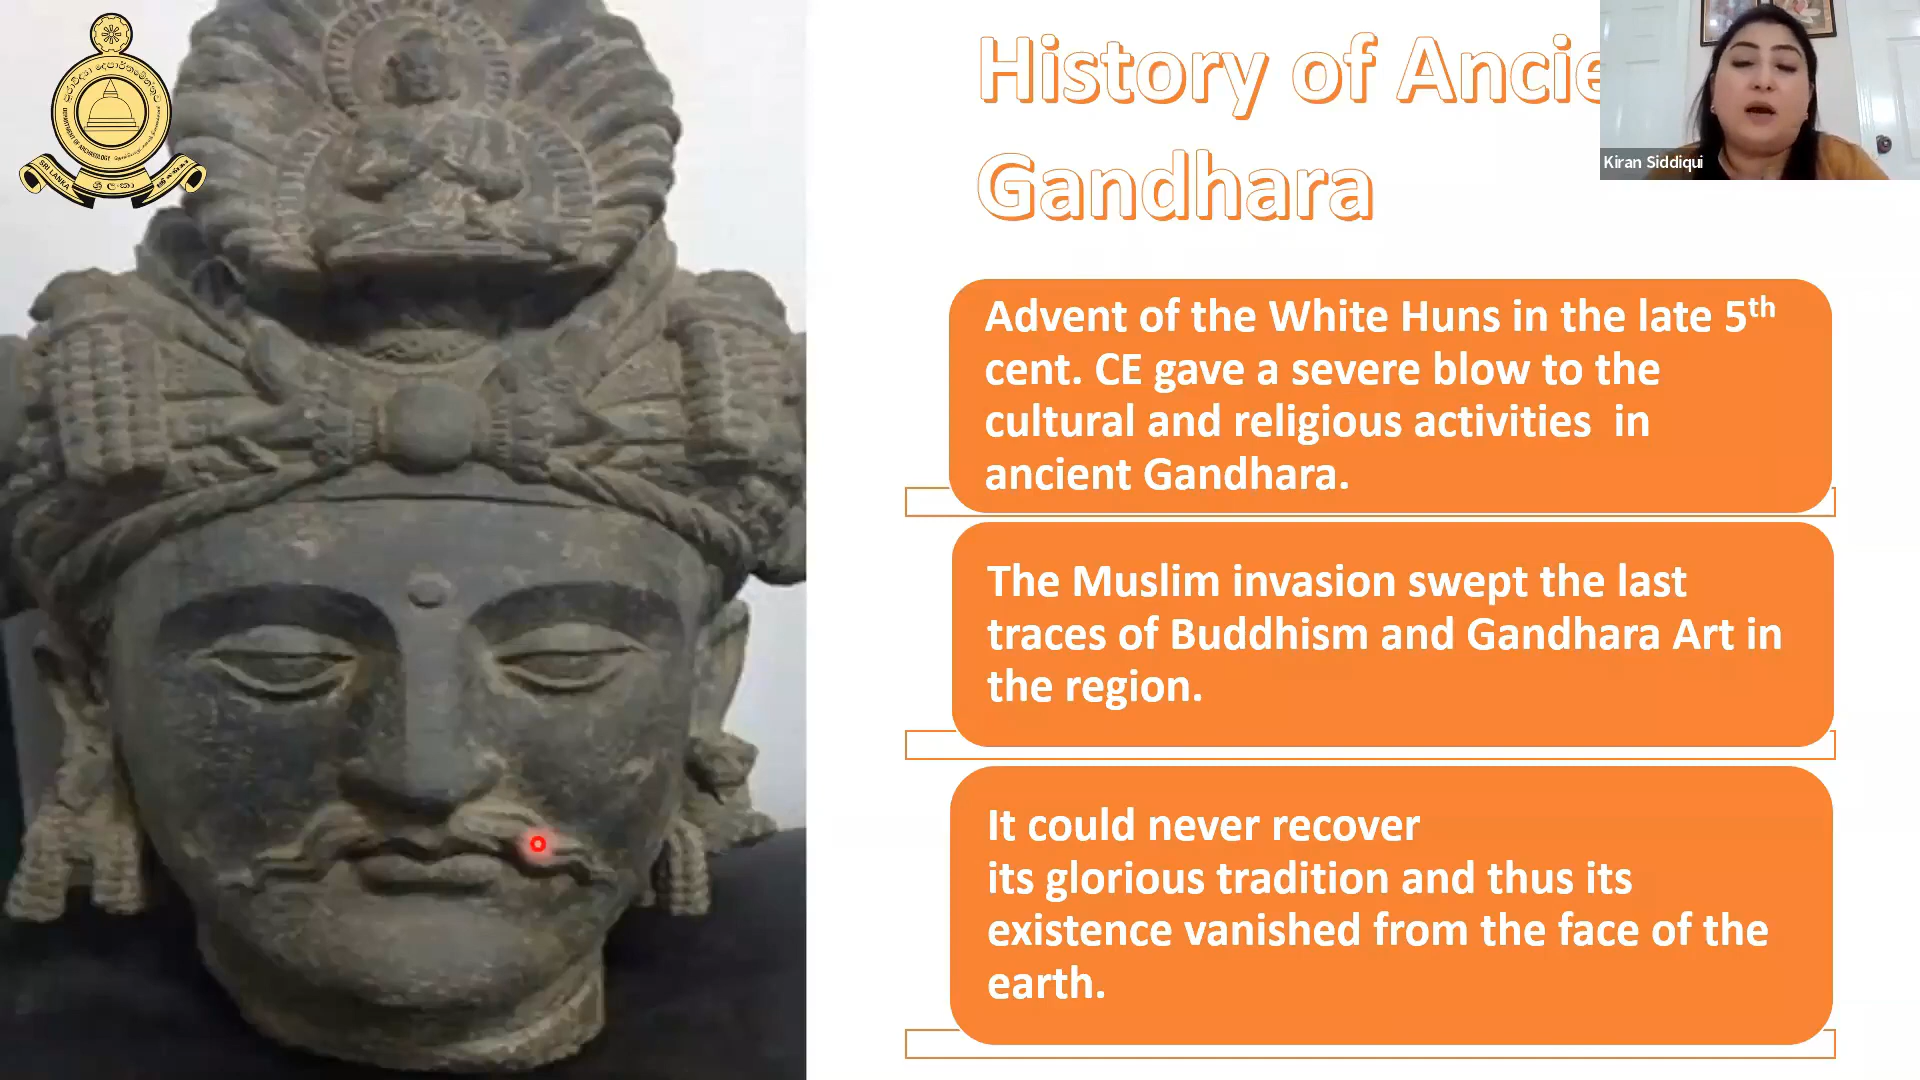 History of Ancie
Gandhara
Kiran Siddiqui
Advent of the White Huns in the late 5th
cent. CE gave a severe blow to the
cultural and religious activities in
ancient Gandhara.
The Muslim invasion swept the last
traces of Buddhism and Gandhara Art in
the region.
It could never recover
its glorious tradition and thus its
existence vanished from the face of the
earth.
DEPARTMENT OF ARCHAEOLOGY
SRI LANKA
ශ්‍රී ලංකා